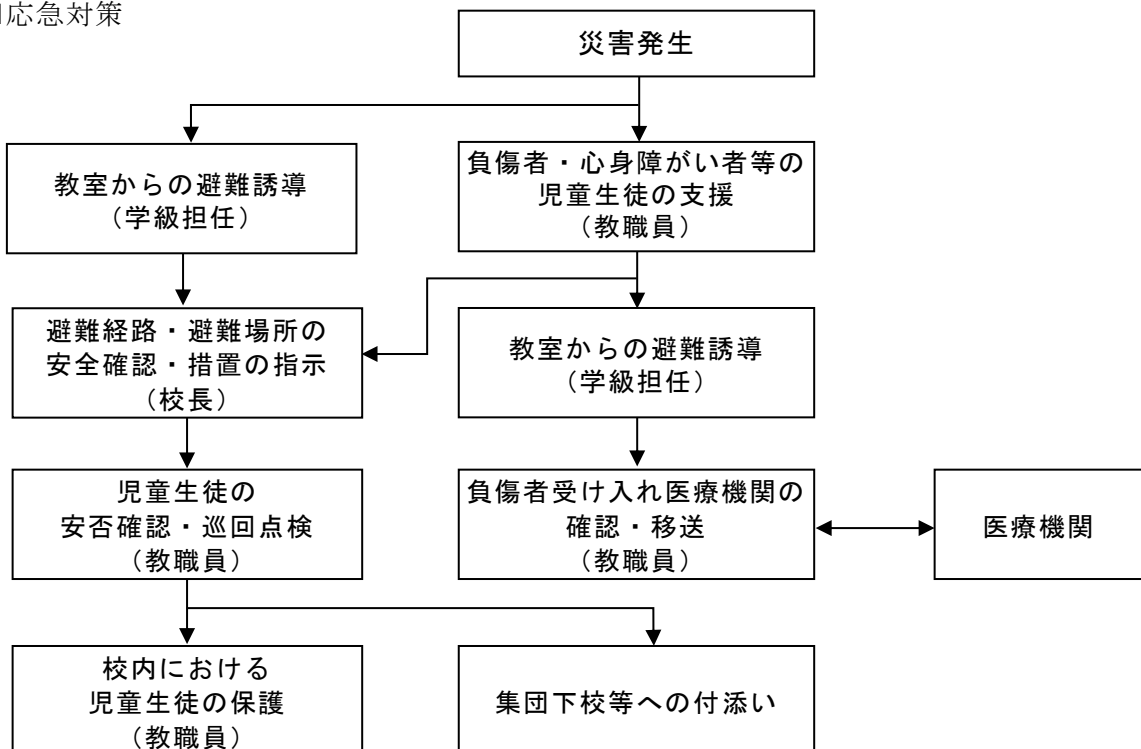 応急対策
災害発生
教室からの避難誘導
（学級担任）
負傷者・心身障がい者等の
児童生徒の支援
（教職員）
避難経路・避難場所の
安全確認・措置の指示
（校長）
教室からの避難誘導
（学級担任）
児童生徒の
安否確認・巡回点検
（教職員）
負傷者受け入れ医療機関の
確認・移送
（教職員）
医療機関
校内における
児童生徒の保護
（教職員）
集団下校等への付添い